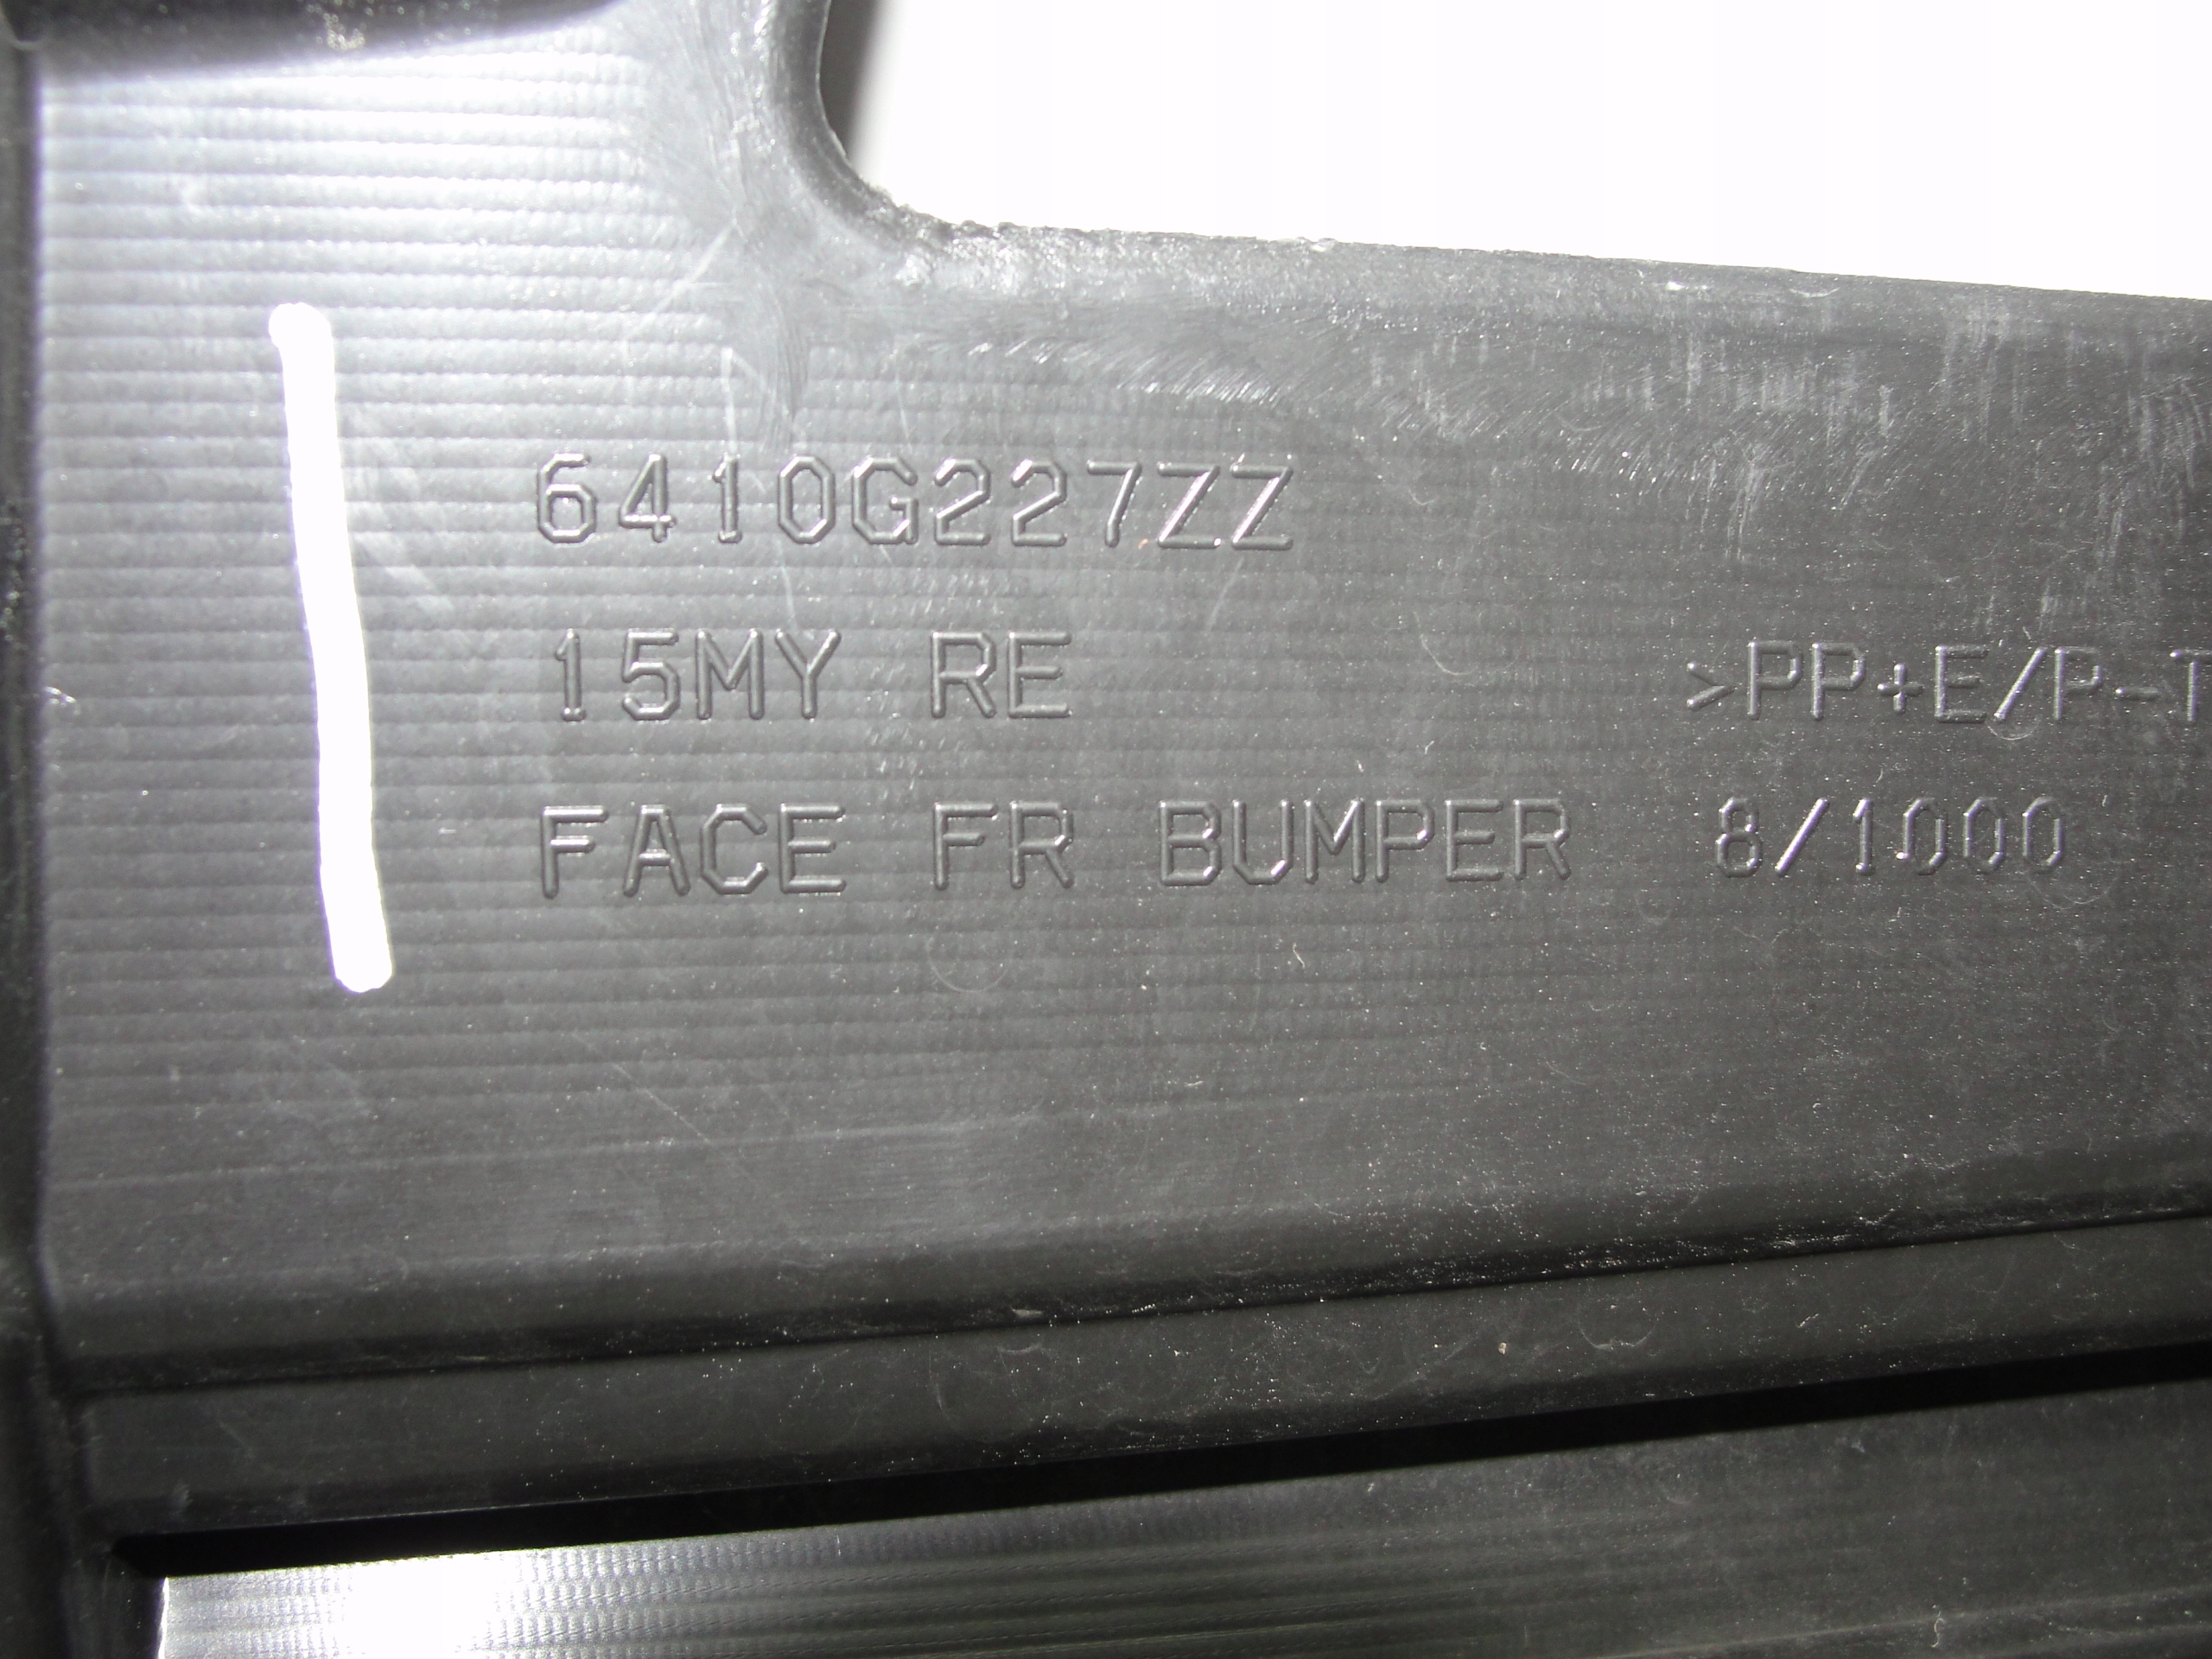 6410G227ZZ
15MY RE
>PP+E/P-T
FACE FR BUMPER
8/1000